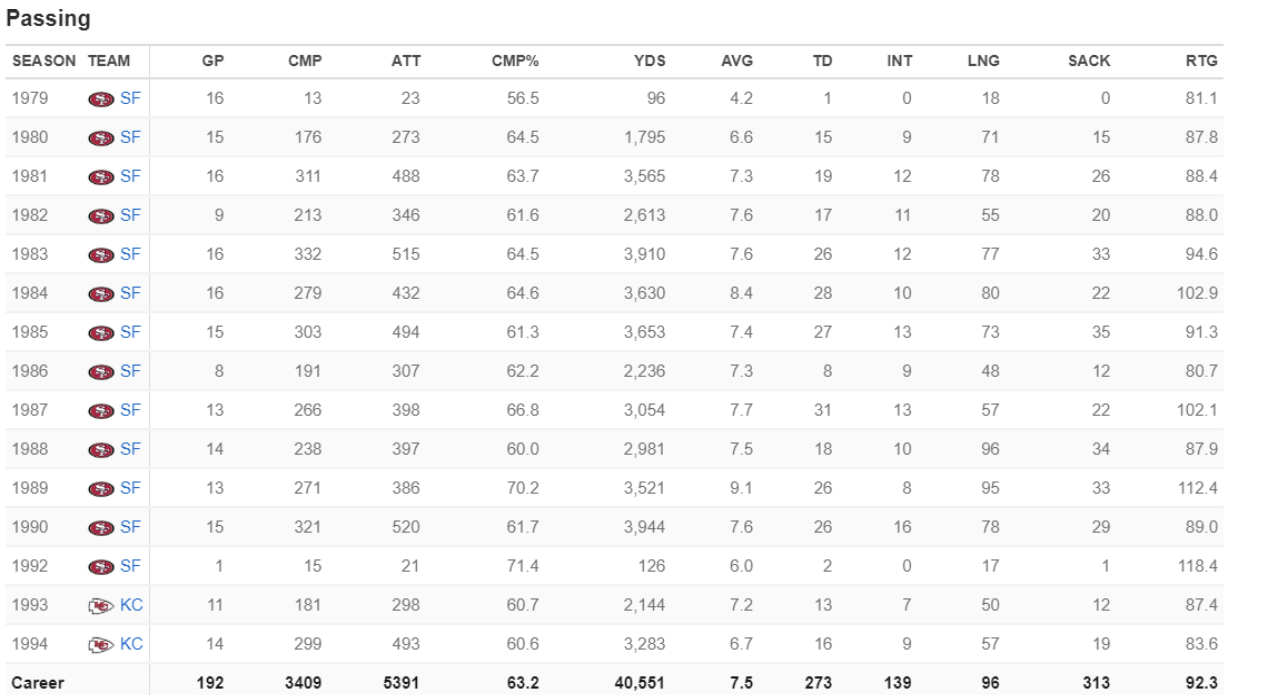 Passing
SEASON TEAM GP CMP ATT CMP% YDS AVG TD INT LNG SACK RTG
1979 SF 16 13 23 56.5 96 4.2 1 0 18 0 81.1
1980 SF 15 176 273 64.5 1,795 6.6 15 9 71 15 87.8
1981 SF 16 311 488 63.7 3,565 7.3 19 12 78 26 88.4
1982 SF 9 213 346 61.6 2,613 7.6 17 11 55 20 88.0
1983 SF 16 332 515 64.5 3,910 7.6 26 12 77 33 94.6
1984 SF 16 279 432 64.6 3,630 8.4 28 10 80 22 102.9
1985 SF 15 303 494 61.3 3,653 7.4 27 13 73 35 91.3
1986 SF 8 191 307 62.2 2,236 7.3 8 9 48 12 80.7
1987 SF 13 266 398 66.8 3,054 7.7 31 13 57 22 102.1
1988 SF 14 238 397 60.0 2,981 7.5 18 10 96 34 87.9
1989 SF 13 271 386 70.2 3,521 9.1 26 8 95 33 112.4
1990 SF 15 321 520 61.7 3,944 7.6 26 16 78 29 89.0
1992 SF 1 15 21 71.4 126 6.0 2 0 17 1 118.4
1993 KC 11 181 298 60.7 2,144 7.2 13 7 50 12 87.4
1994 KC 14 299 493 60.6 3,283 6.7 16 9 57 19 83.6
Career 192 3409 5391 63.2 40,551 7.5 273 139 96 313 92.3